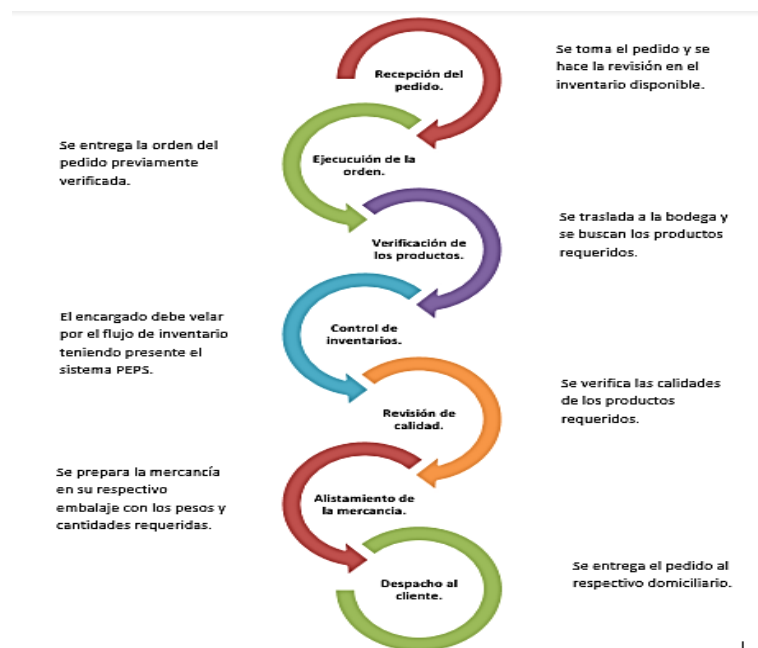 Recepción del
pedido.
Se toma el pedido y se
hace la revisión en el
inventario disponible.
Se entrega la orden del
pedido previamente
verificada.
Ejecucuión de la
orden.
Verificación de
los productos.
Se traslada a la bodega y
se buscan los productos
requeridos.
El encargado debe velar
por el flujo de inventario
teniendo presente el
sistema PEPS.
Control de
inventarios.
Revisión de
calidad.
Se verifica las calidades
de los productos
requeridos.
Se prepara la mercancía
en su respectivo
embalaje con los pesos y
cantidades requeridas.
Alistamiento de
la mercancia.
Despacho al
cliente.
Se entrega el pedido al
respectivo domiciliario.